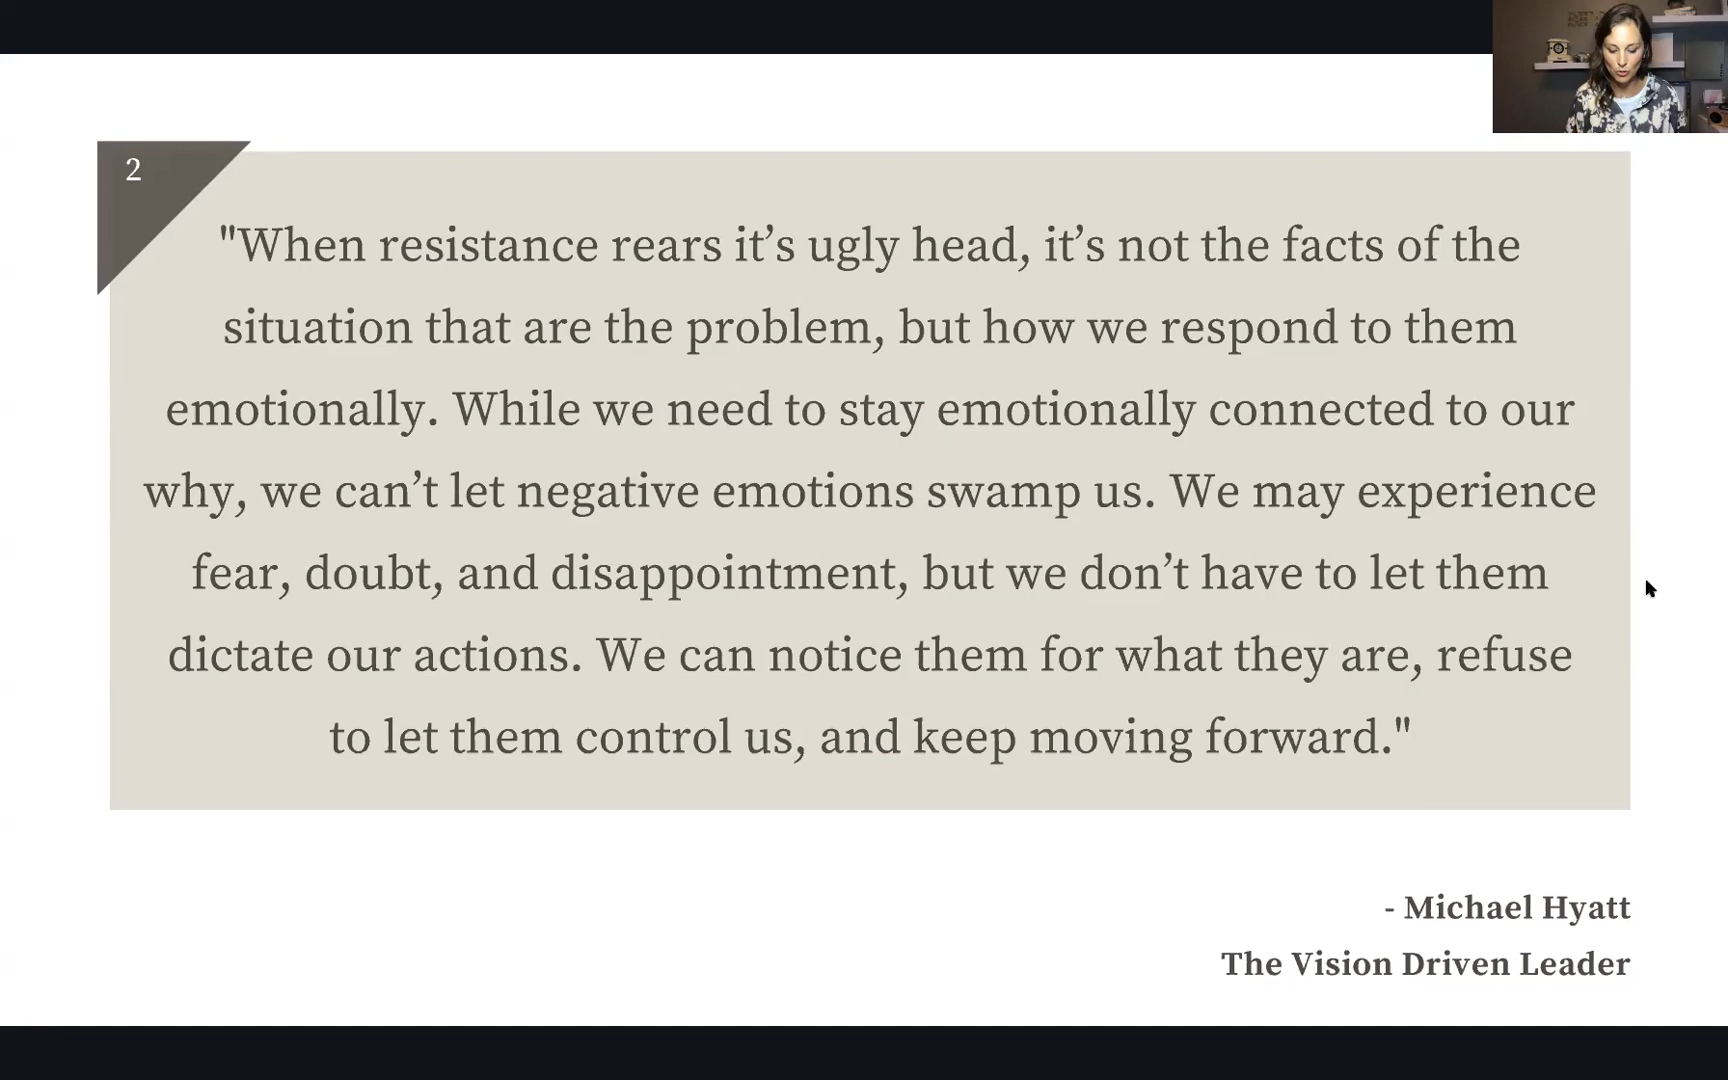 2
"When resistance rears it’s ugly head, it’s not the facts of the
situation that are the problem, but how we respond to them
emotionally. While we need to stay emotionally connected to our
why, we can’t let negative emotions swamp us. We may experience
fear, doubt, and disappointment, but we don’t have to let them
dictate our actions. We can notice them for what they are, refuse
to let them control us, and keep moving forward."
- Michael Hyatt
The Vision Driven Leader